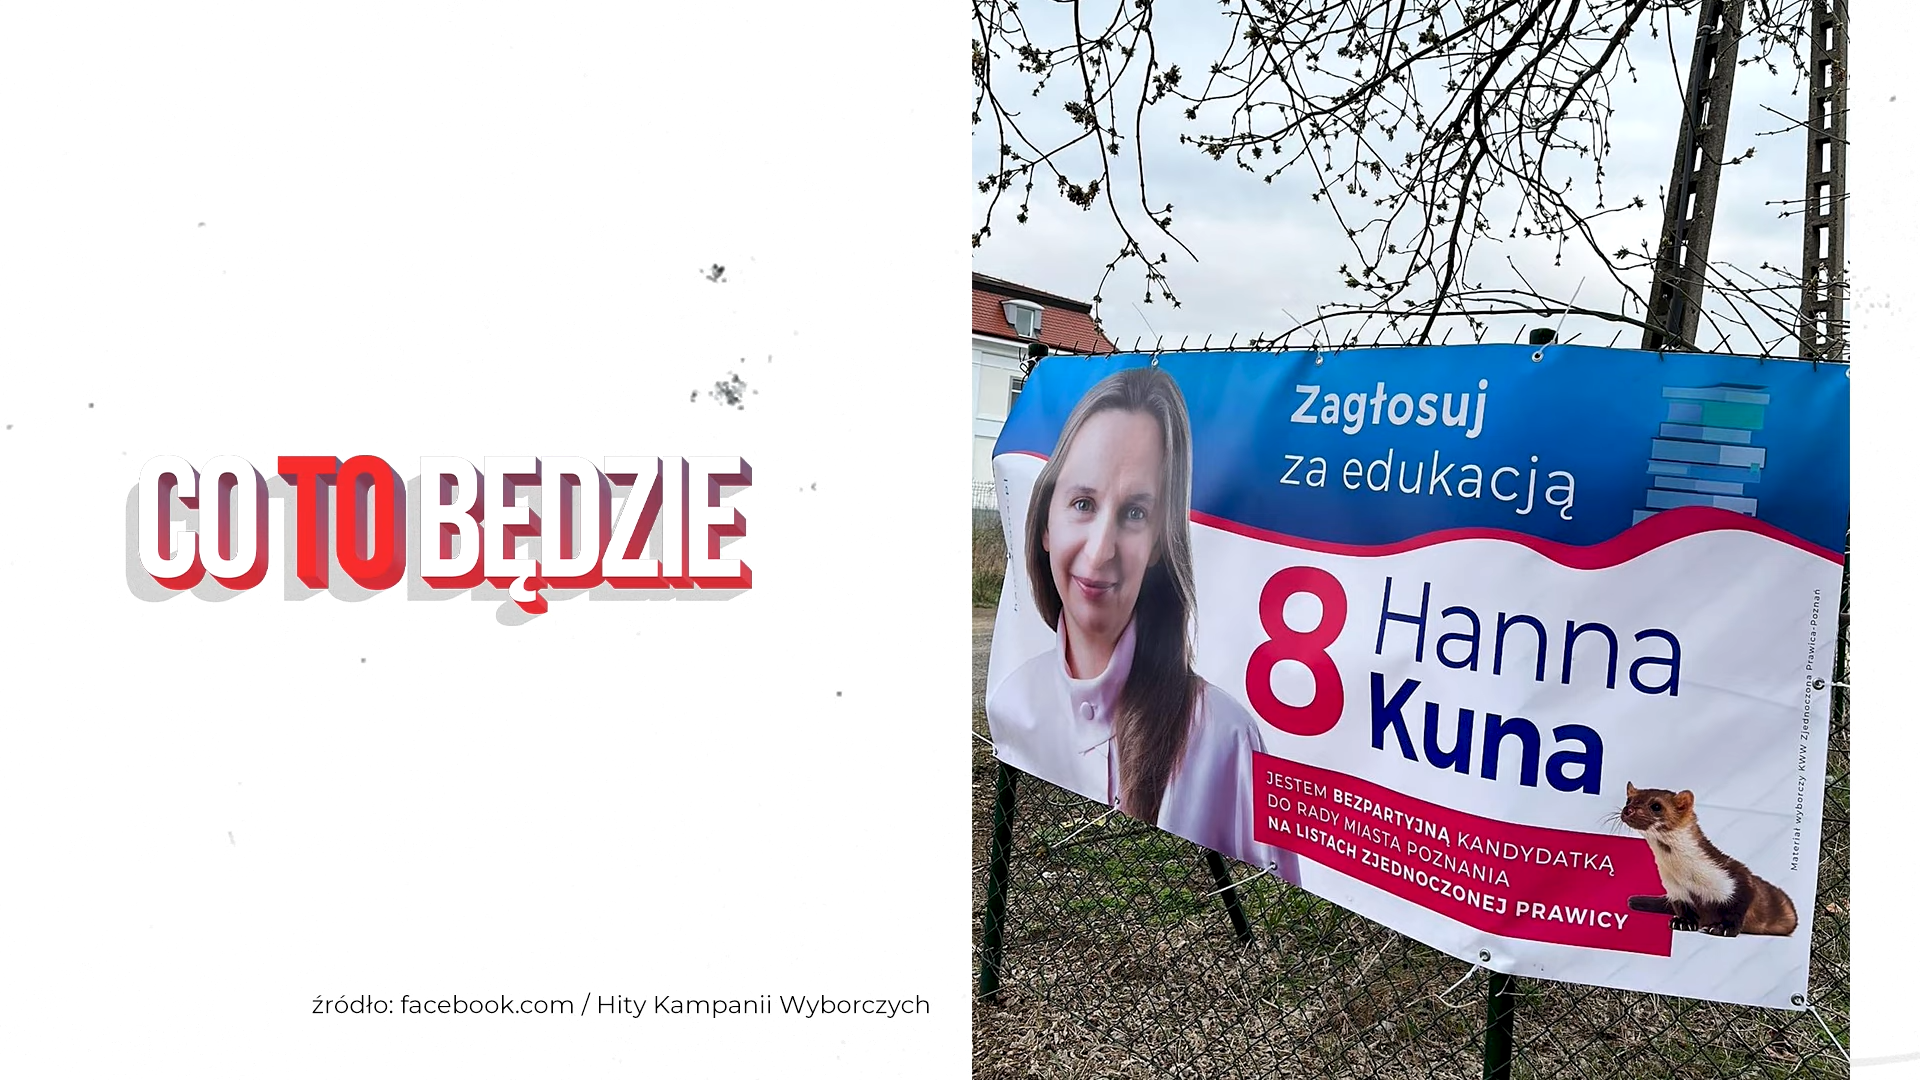 CO TO BĘDZIE
źródło: facebook.com / Hity Kampanii Wyborczych
Zagłosuj
za edukacją
8 Hanna
Kuna
JESTEM BEZPARTYJNĄ KANDYDATKĄ
DO RADY MIASTA POZNANIA
NA LISTACH ZJEDNOCZONEJ PRAWICY
Materiał wyborczy KWW Zjednoczona Prawica-Poznań